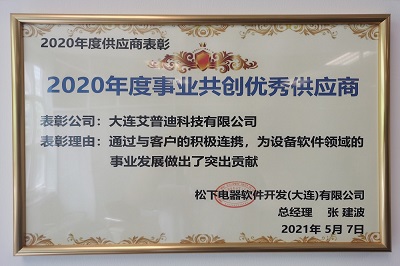 2020年度供应商表彰
2020年度事业共创优秀供应商
表彰公司：大连艾普迪科技有限公司
表彰理由：通过与客户的积极连携，为设备软件领域的
事业发展做出了突出贡献
松下电器软件开发(大连)有限公司
总经理 张 建波
2021年 5月 7日